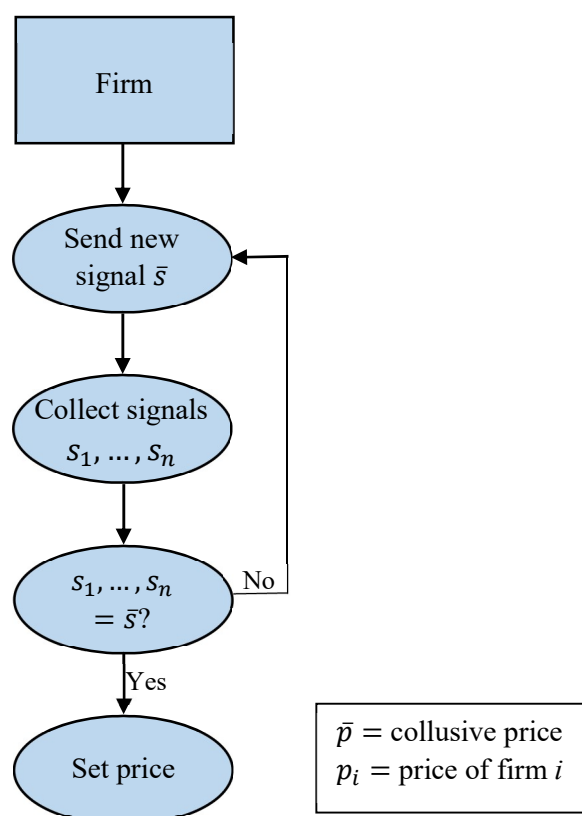 Firm
Send new
signal s̄
Collect signals
s₁, … , sₙ
s₁, … , sₙ
= s̄?
No
Yes
Set price
p̄ = collusive price
pᵢ = price of firm i